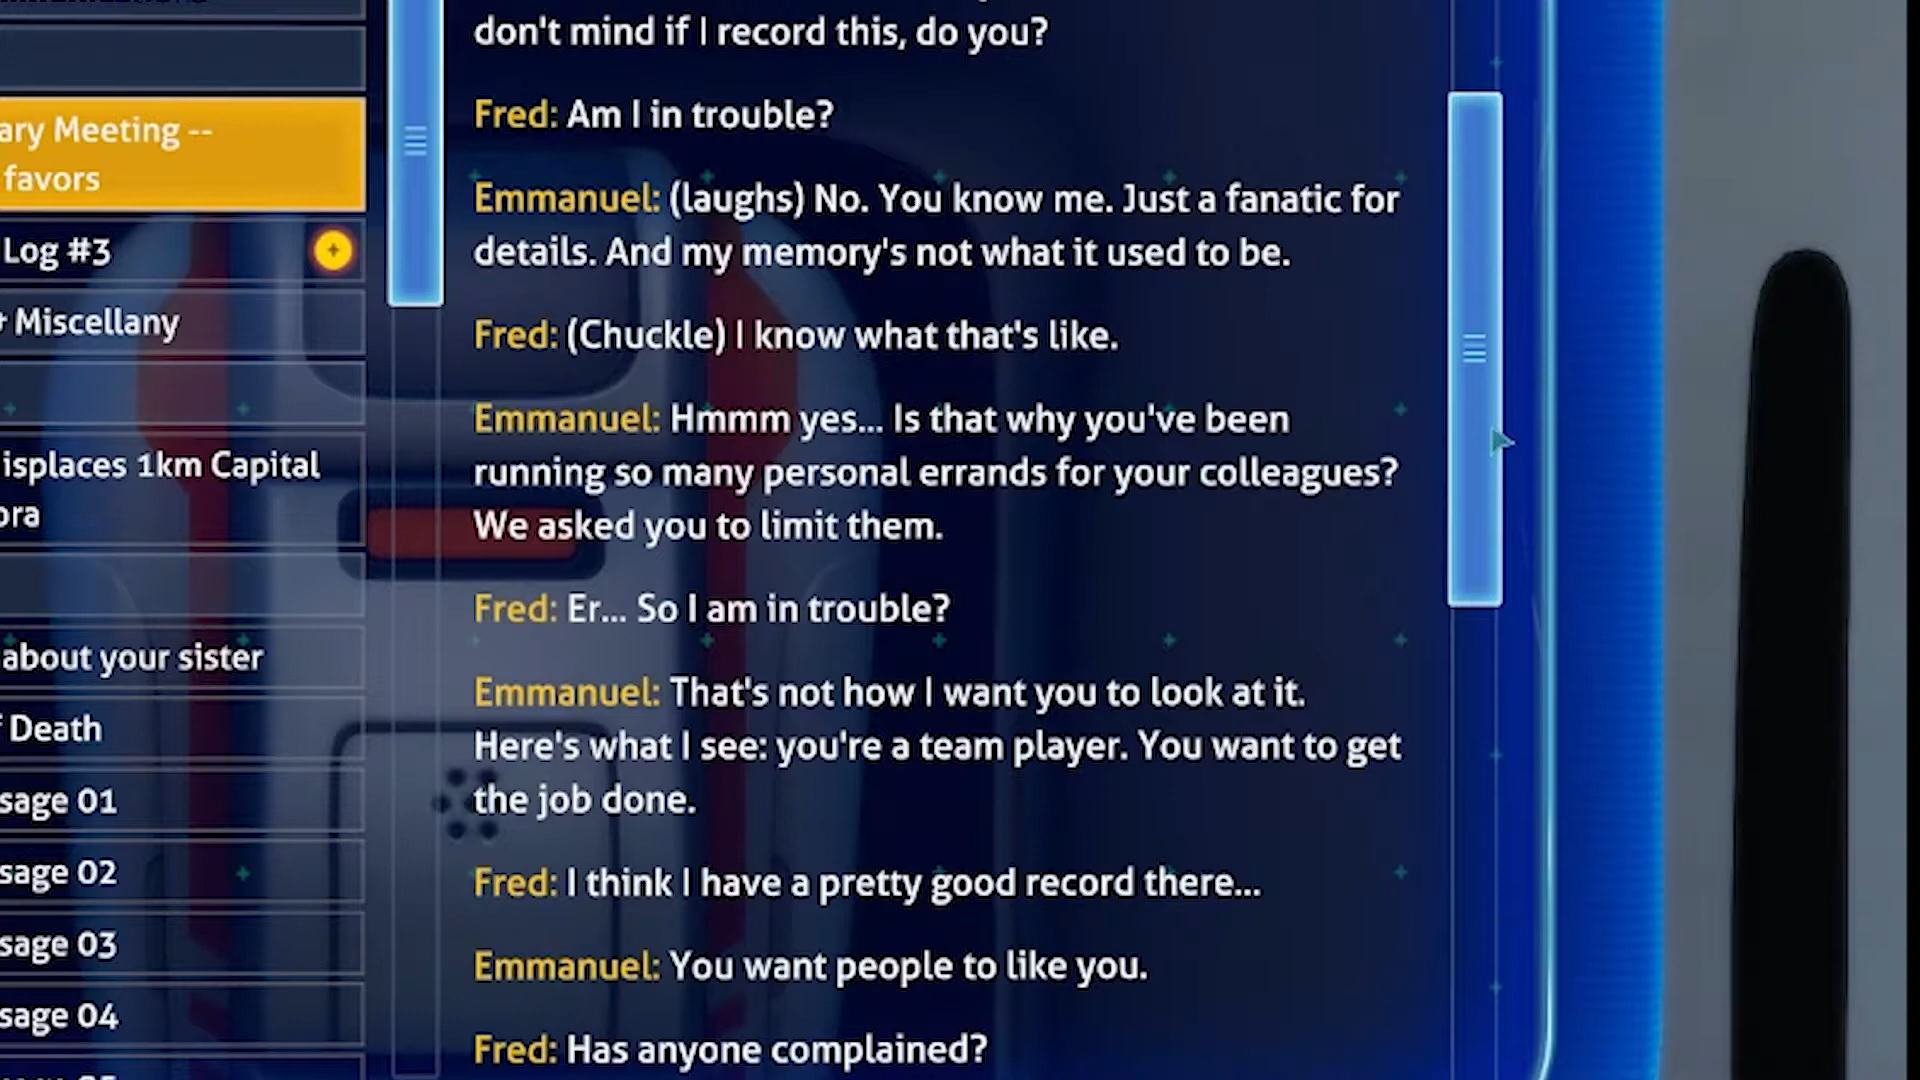 don't mind if I record this, do you?
Fred: Am I in trouble?
Emmanuel: (laughs) No. You know me. Just a fanatic for
details. And my memory's not what it used to be.
Fred: (Chuckle) I know what that's like.
Emmanuel: Hmmm yes... Is that why you've been
running so many personal errands for your colleagues?
We asked you to limit them.
Fred: Er... So I am in trouble?
Emmanuel: That's not how I want you to look at it.
Here's what I see: you're a team player. You want to get
the job done.
Fred: I think I have a pretty good record there...
Emmanuel: You want people to like you.
Fred: Has anyone complained?
ary Meeting --
favors
Log #3
Miscellany
isplaces 1km Capital
ora
about your sister
Death
sage 01
sage 02
sage 03
sage 04